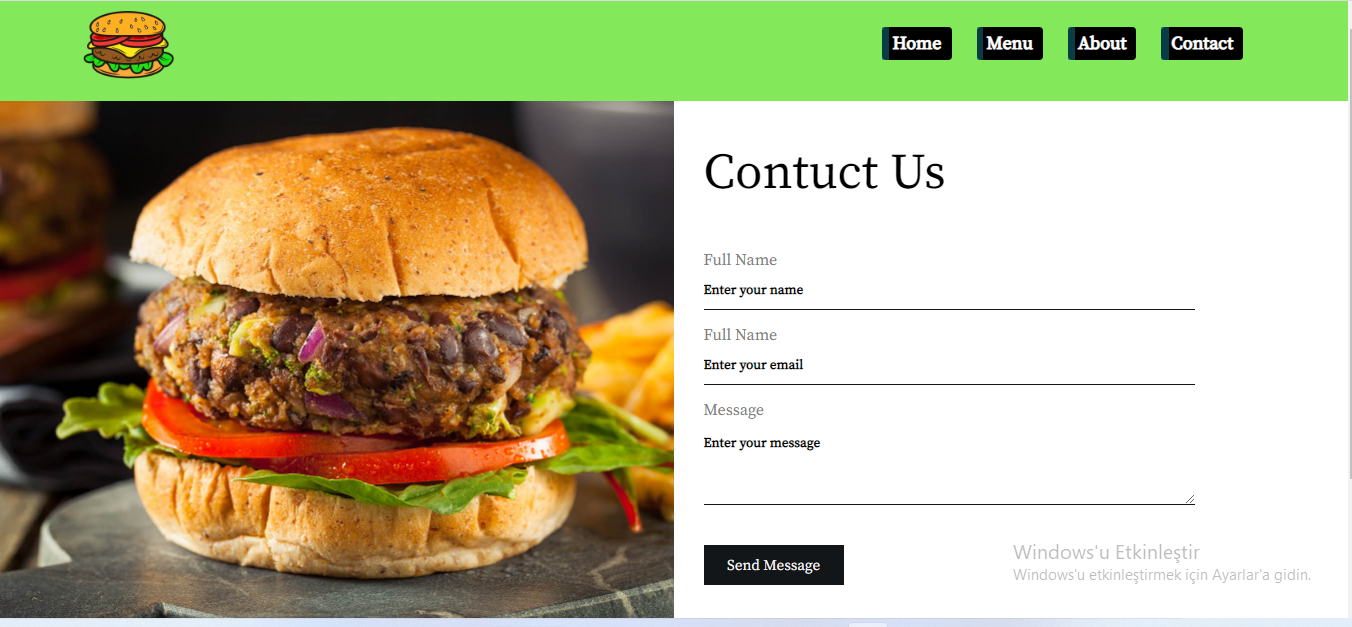 Home
Menu
About
Contact
Contuct Us
Full Name
Enter your name
Full Name
Enter your email
Message
Enter your message
Send Message
Windows'u Etkinleştir
Windows'u etkinleştirmek için Ayarlar'a gidin.